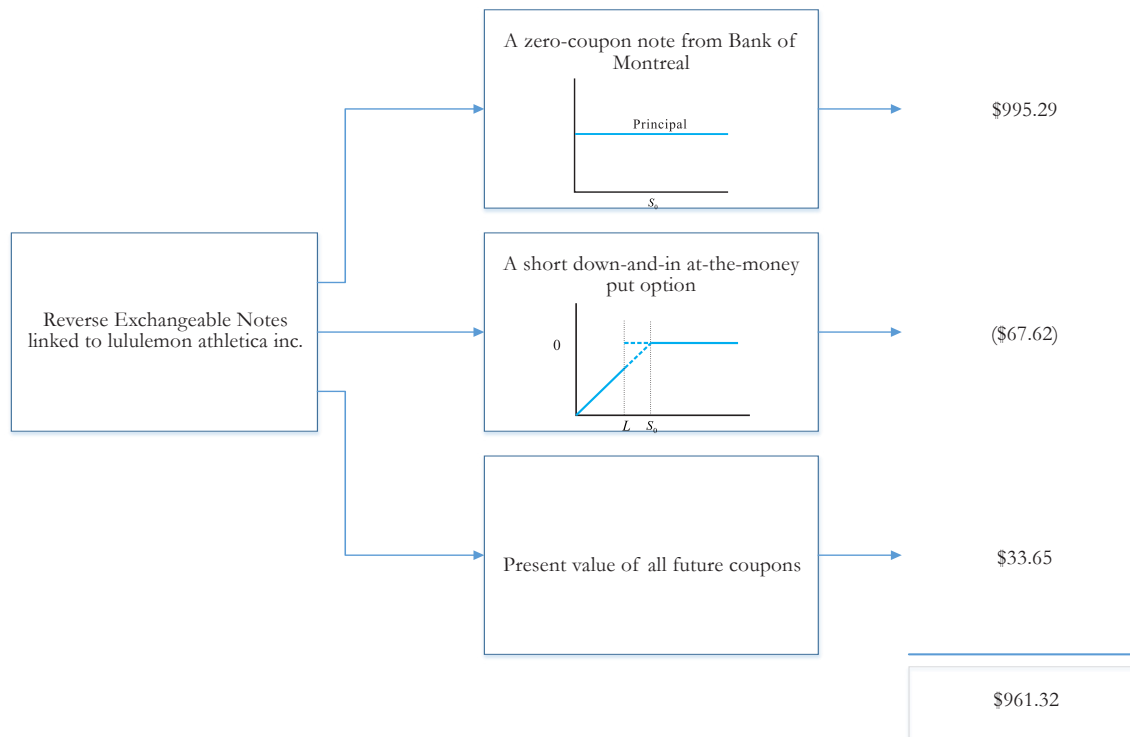 A zero-coupon note from Bank of
Montreal
Principal
S₀
$995.29
A short down-and-in at-the-money
put option
0
L S₀
($67.62)
Reverse Exchangeable Notes
linked to lululemon athletica inc.
Present value of all future coupons
$33.65
$961.32